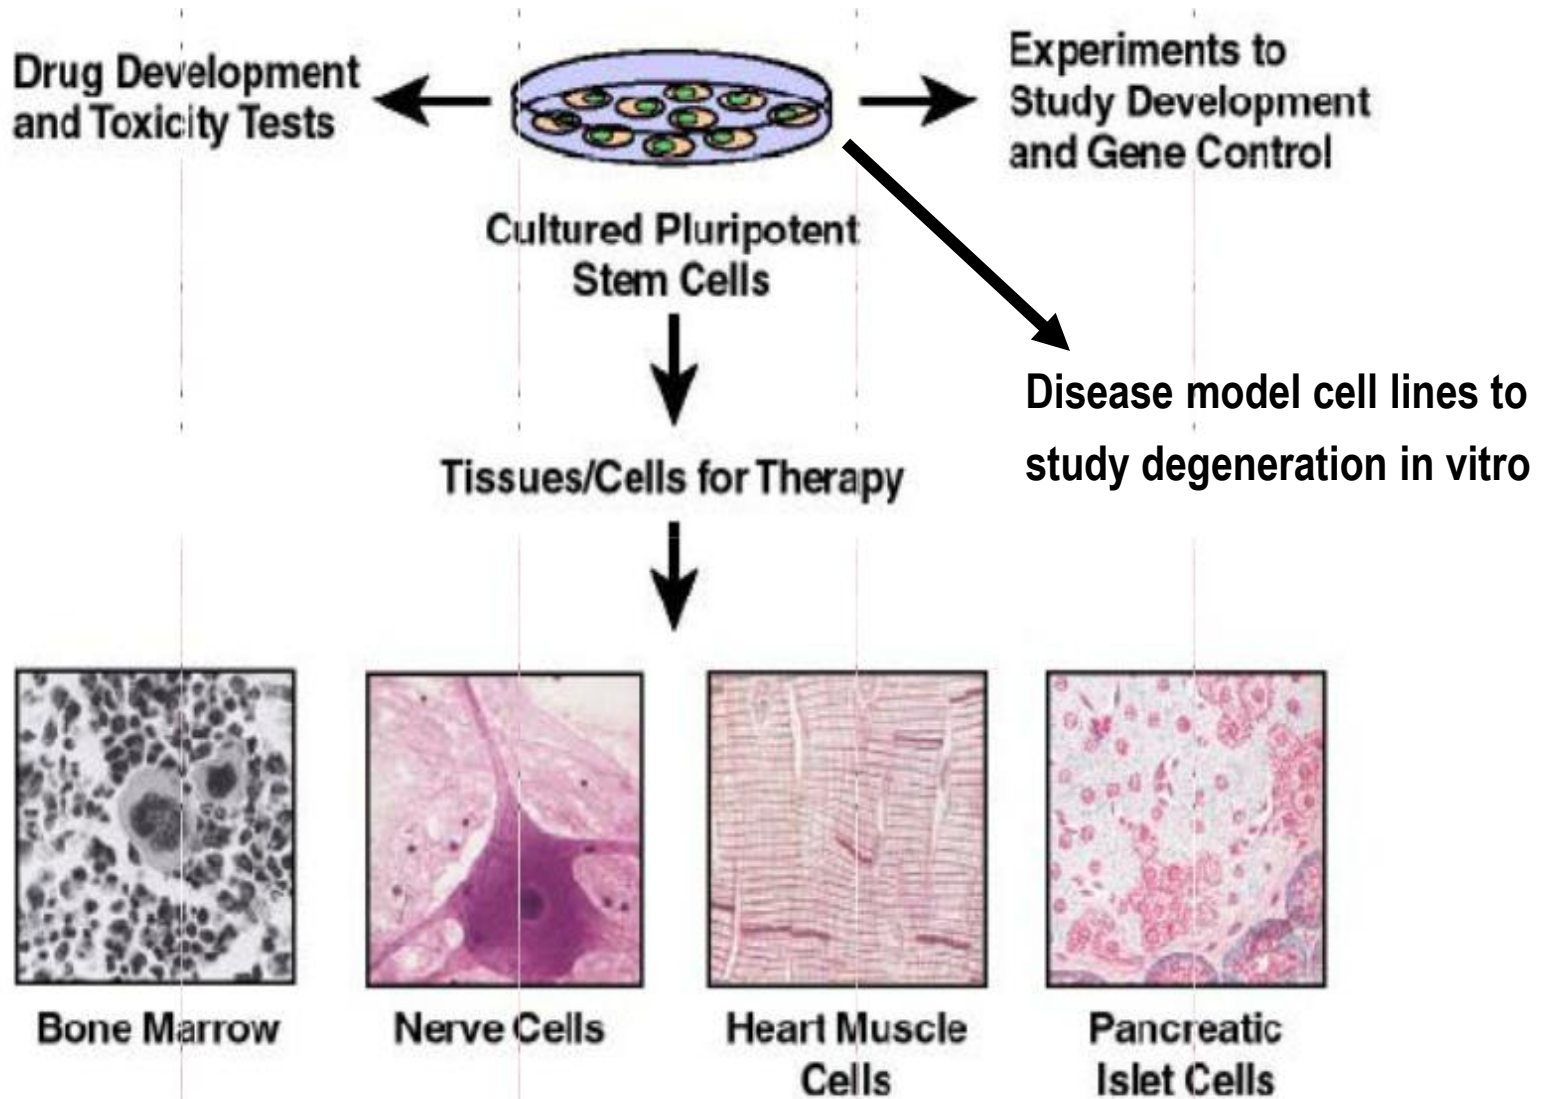 Drug Development
and Toxicity Tests
Experiments to
Study Development
and Gene Control
Cultured Pluripotent
Stem Cells
Disease model cell lines to
study degeneration in vitro
Tissues/Cells for Therapy
Bone Marrow
Nerve Cells
Heart Muscle
Cells
Pancreatic
Islet Cells